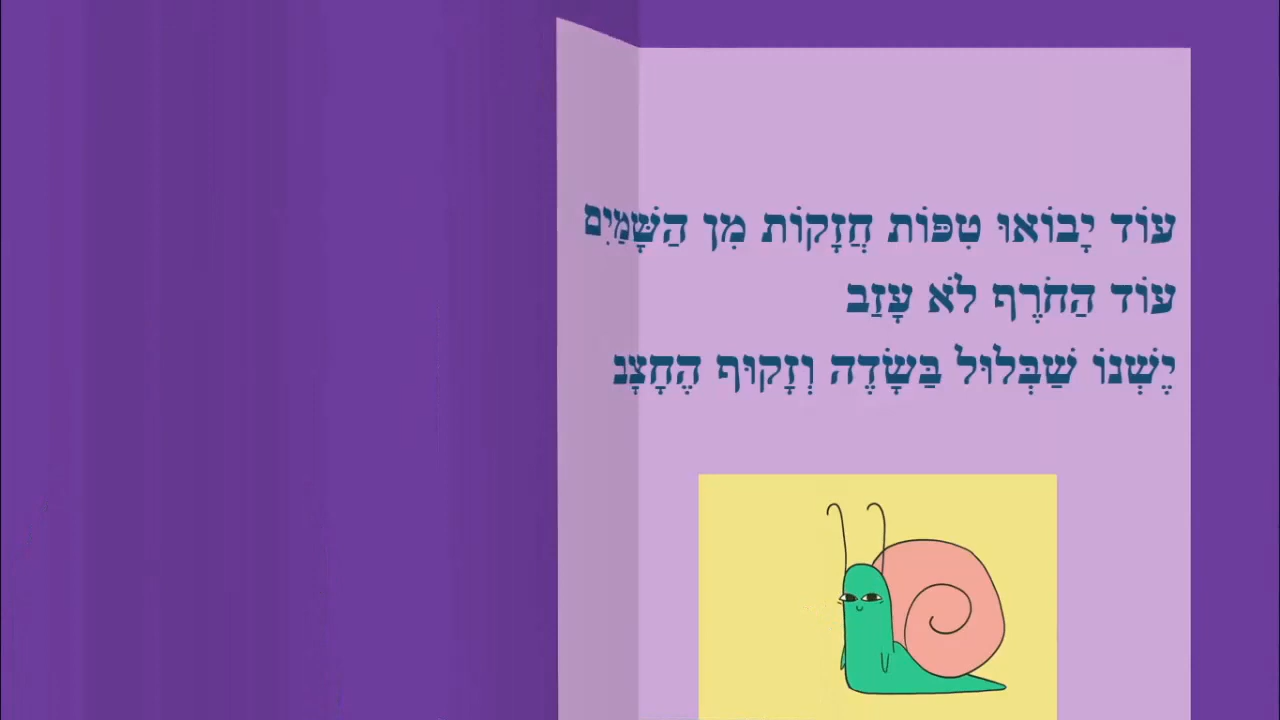 עוֹד יָבוֹאוּ טִפּוֹת חֲזָקוֹת מִן הַשָּׁמַיִם
עוֹד הַחֹרֶף לֹא עָזַב
יֶשְׁנוֹ שַׁבְּלוּל בַּשָּׂדֶה וְזָקוּף הֶחָצָב